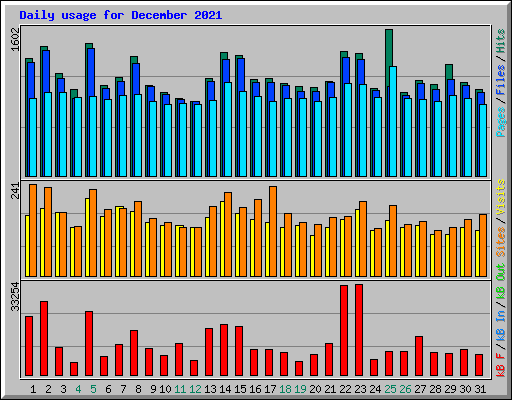 Daily usage for December 2021
1602
241
33254
Pages / Files / Hits
Sites / Visits
kB F / kB In / kB Out
1 2 3 4 5 6 7 8 9 10 11 12 13 14 15 16 17 18 19 20 21 22 23 24 25 26 27 28 29 30 31